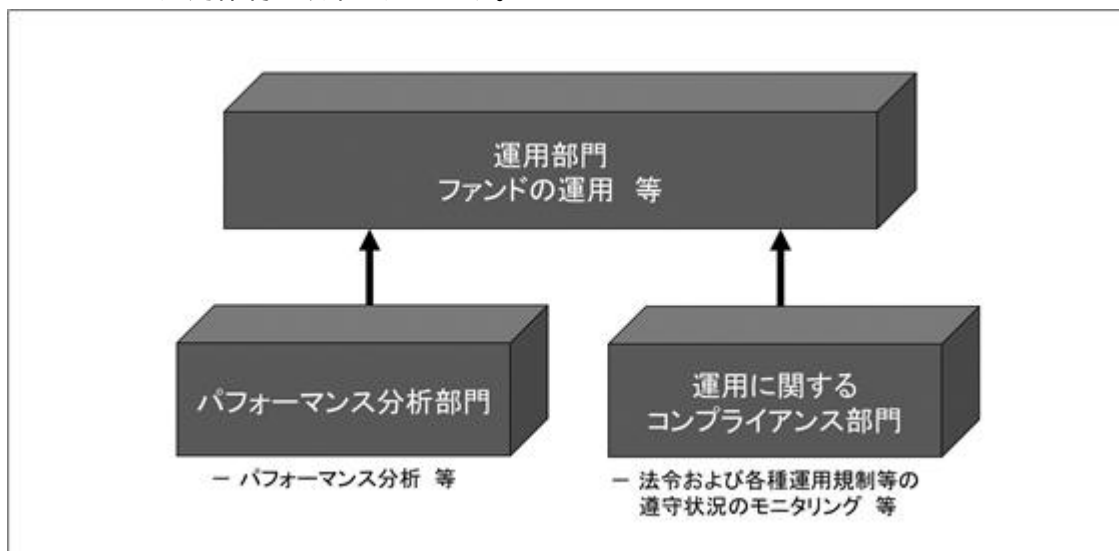 運用部門
ファンドの運用 等
パフォーマンス分析部門
運用に関する
コンプライアンス部門
－ パフォーマンス分析 等
－ 法令および各種運用規制等の
遵守状況のモニタリング 等